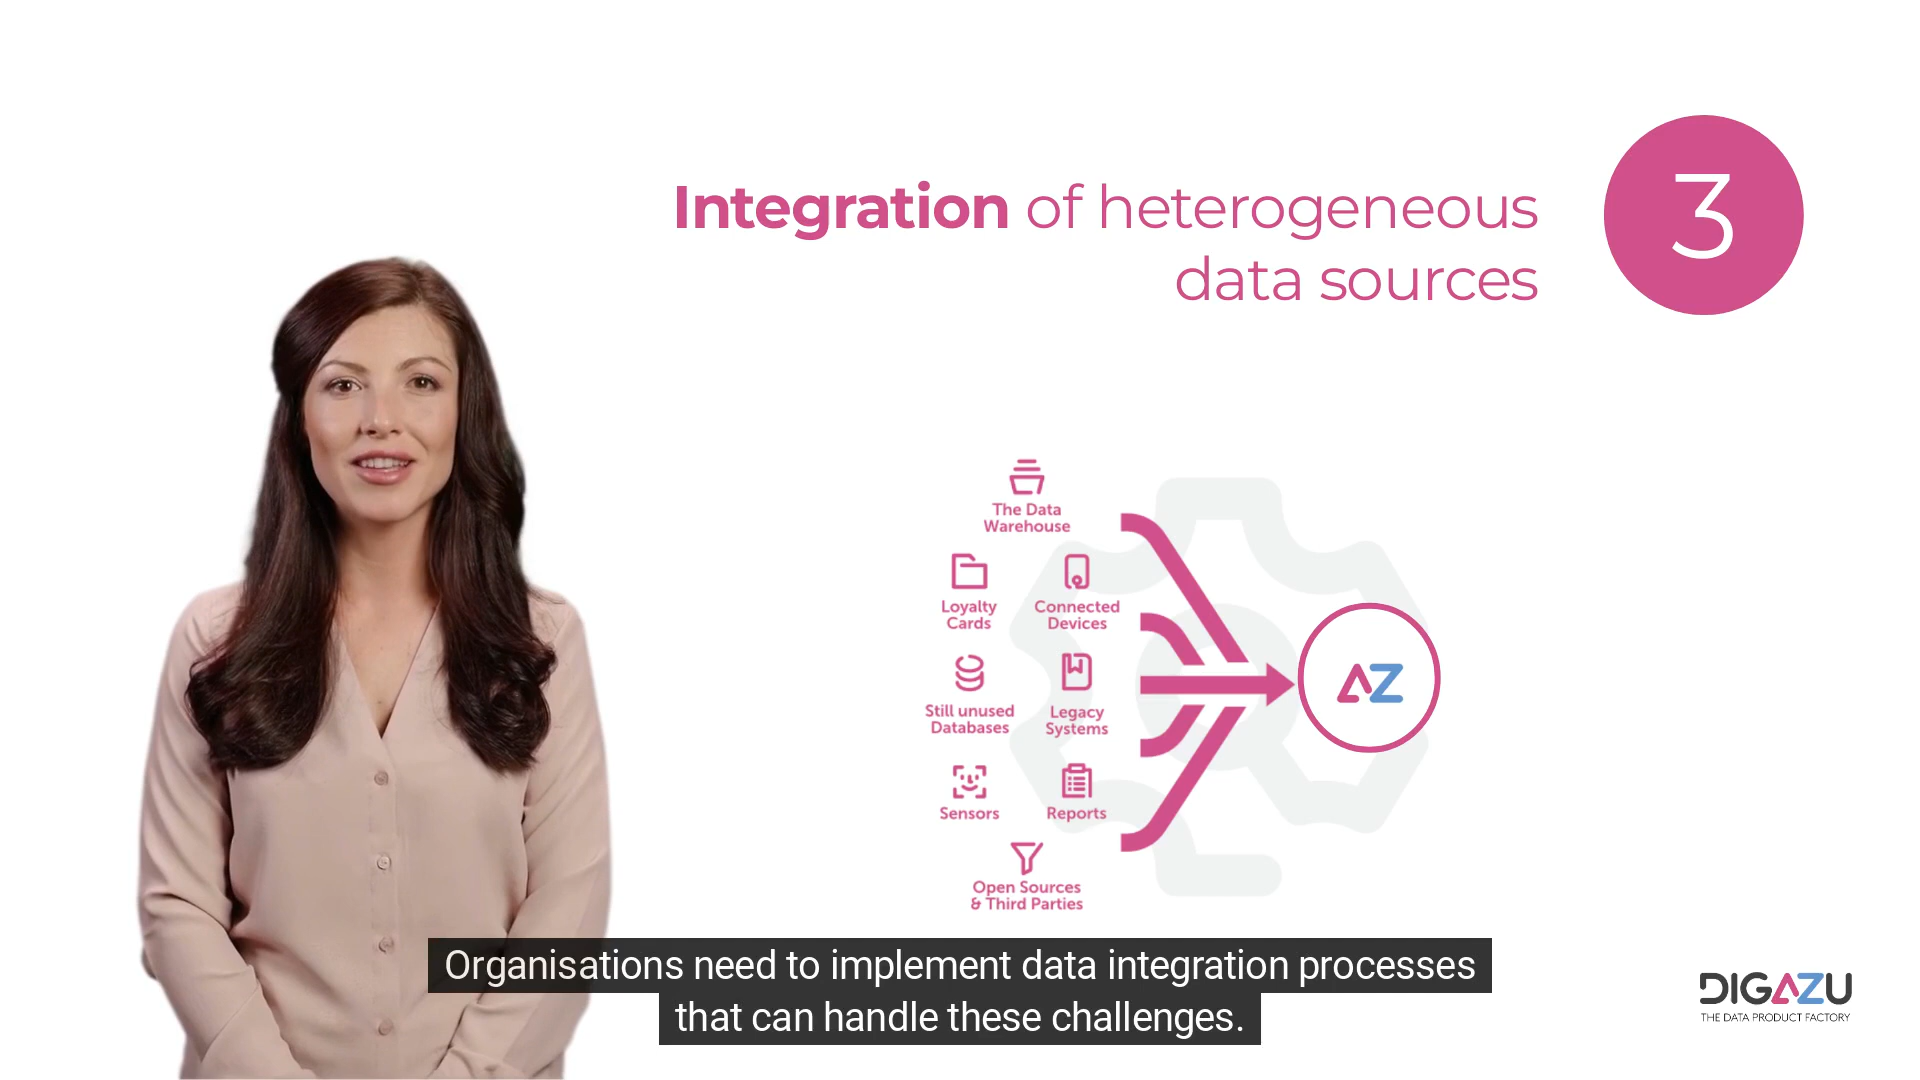 Integration of heterogeneous
data sources
3
The Data
Warehouse
Loyalty
Cards
Connected
Devices
Still unused
Databases
Legacy
Systems
Sensors
Reports
Open Sources
& Third Parties
AZ
Organisations need to implement data integration processes
that can handle these challenges.
DIGAZU
THE DATA PRODUCT FACTORY